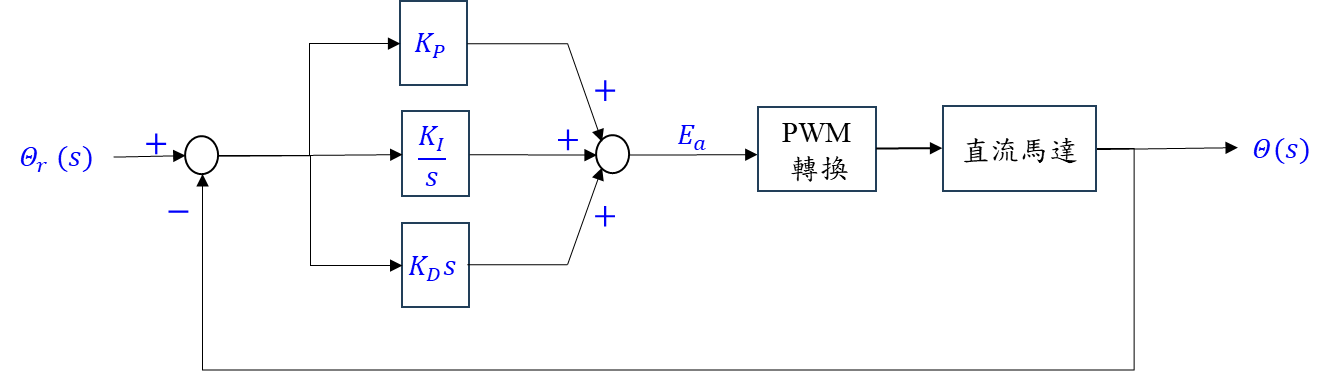 K_P
+
Θ_r (s)
+
−
K_I
s
+
E_a
PWM
轉換
直流馬達
Θ(s)
K_D s
+